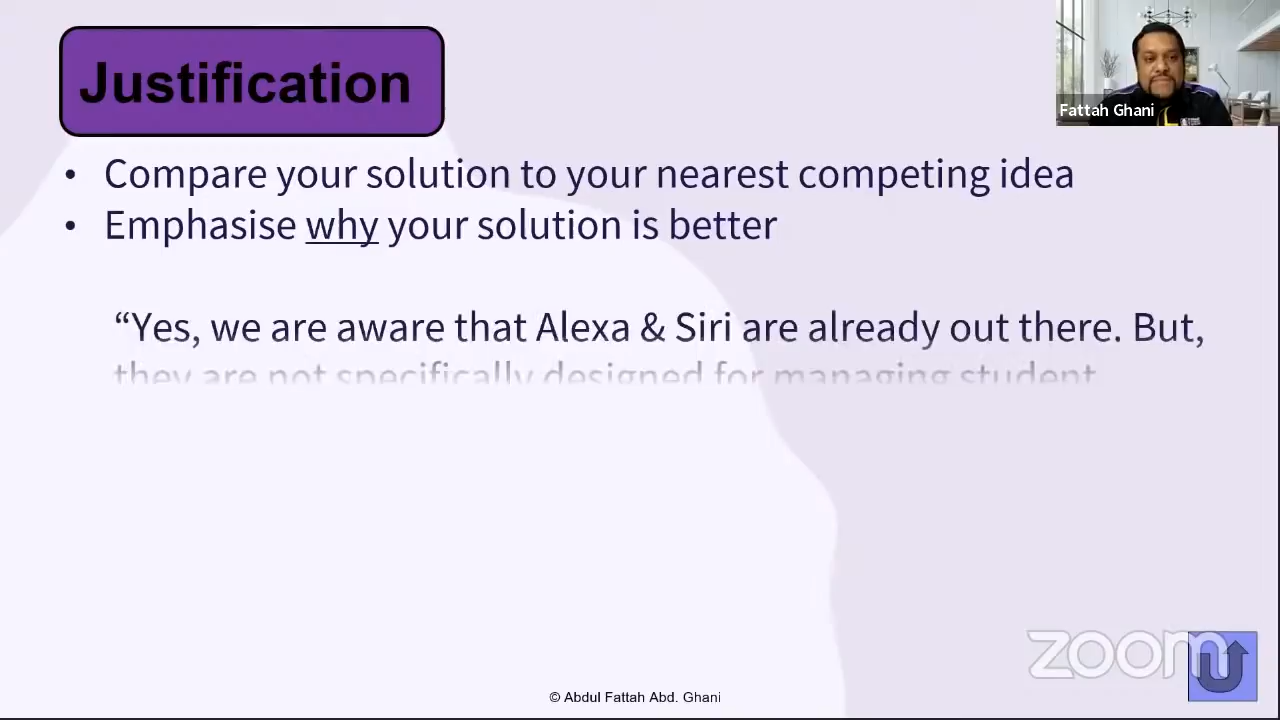 Justification
Fattah Ghani
• Compare your solution to your nearest competing idea
• Emphasise why your solution is better
“Yes, we are aware that Alexa & Siri are already out there. But,
they are not specifically designed for managing student
zoom
© Abdul Fattah Abd. Ghani